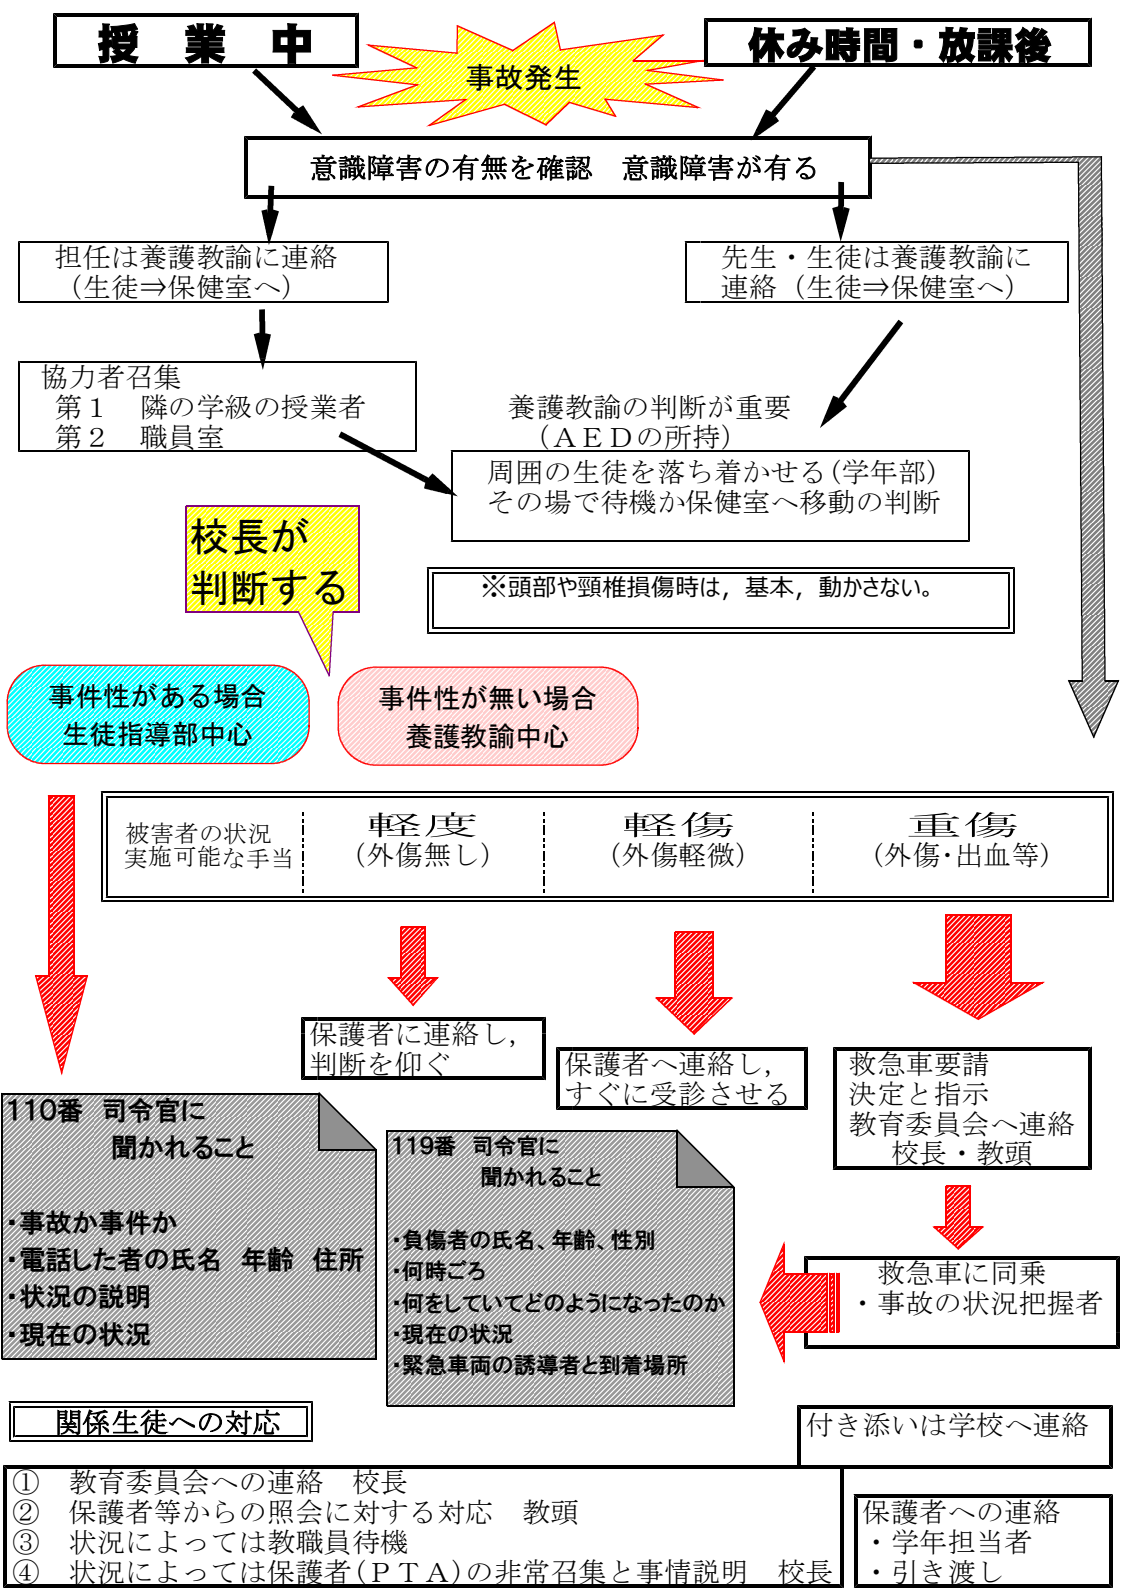 授　業　中
事故発生
休み時間・放課後
意識障害の有無を確認　意識障害が有る
担任は養護教諭に連絡
（生徒⇒保健室へ）
先生・生徒は養護教諭に
連絡（生徒⇒保健室へ）
協力者召集
第１　隣の学級の授業者
第２　職員室
養護教諭の判断が重要
（ＡＥＤの所持）
周囲の生徒を落ち着かせる（学年部）
その場で待機か保健室へ移動の判断
校長が
判断する
※頭部や頸椎損傷時は，基本，動かさない。
事件性がある場合
生徒指導部中心
事件性が無い場合
養護教諭中心
被害者の状況
実施可能な手当
軽度
（外傷無し）
軽傷
（外傷軽微）
重傷
（外傷・出血等）
保護者に連絡し，
判断を仰ぐ
保護者へ連絡し，
すぐに受診させる
救急車要請
決定と指示
教育委員会へ連絡
校長・教頭
110番　司令官に
聞かれること
・事故か事件か
・電話した者の氏名　年齢　住所
・状況の説明
・現在の状況
119番　司令官に
聞かれること
・負傷者の氏名、年齢、性別
・何時ごろ
・何をしていてどのようになったのか
・現在の状況
・緊急車両の誘導者と到着場所
救急車に同乗
・事故の状況把握者
関係生徒への対応
付き添いは学校へ連絡
①　教育委員会への連絡　校長
②　保護者等からの照会に対する対応　教頭
③　状況によっては教職員待機
④　状況によっては保護者（ＰＴＡ）の非常召集と事情説明　校長
保護者への連絡
・学年担当者
・引き渡し